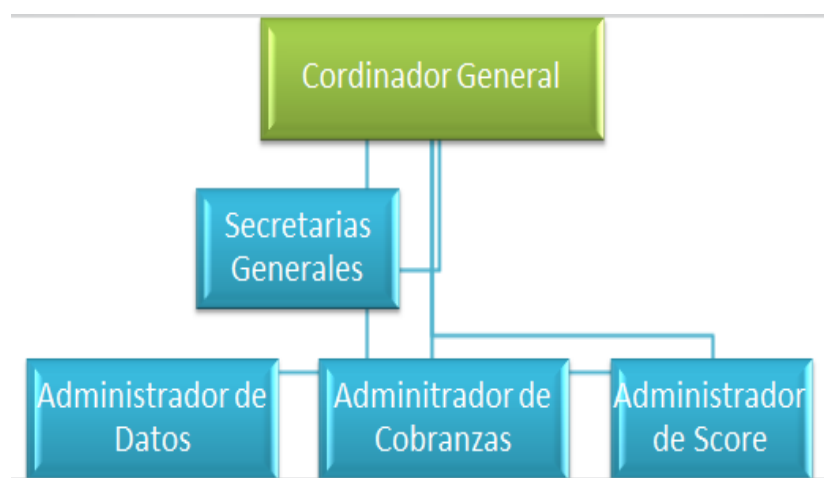 Cordinador General
Secretarias
Generales
Administrador de
Datos
Adminitrador de
Cobranzas
Administrador
de Score